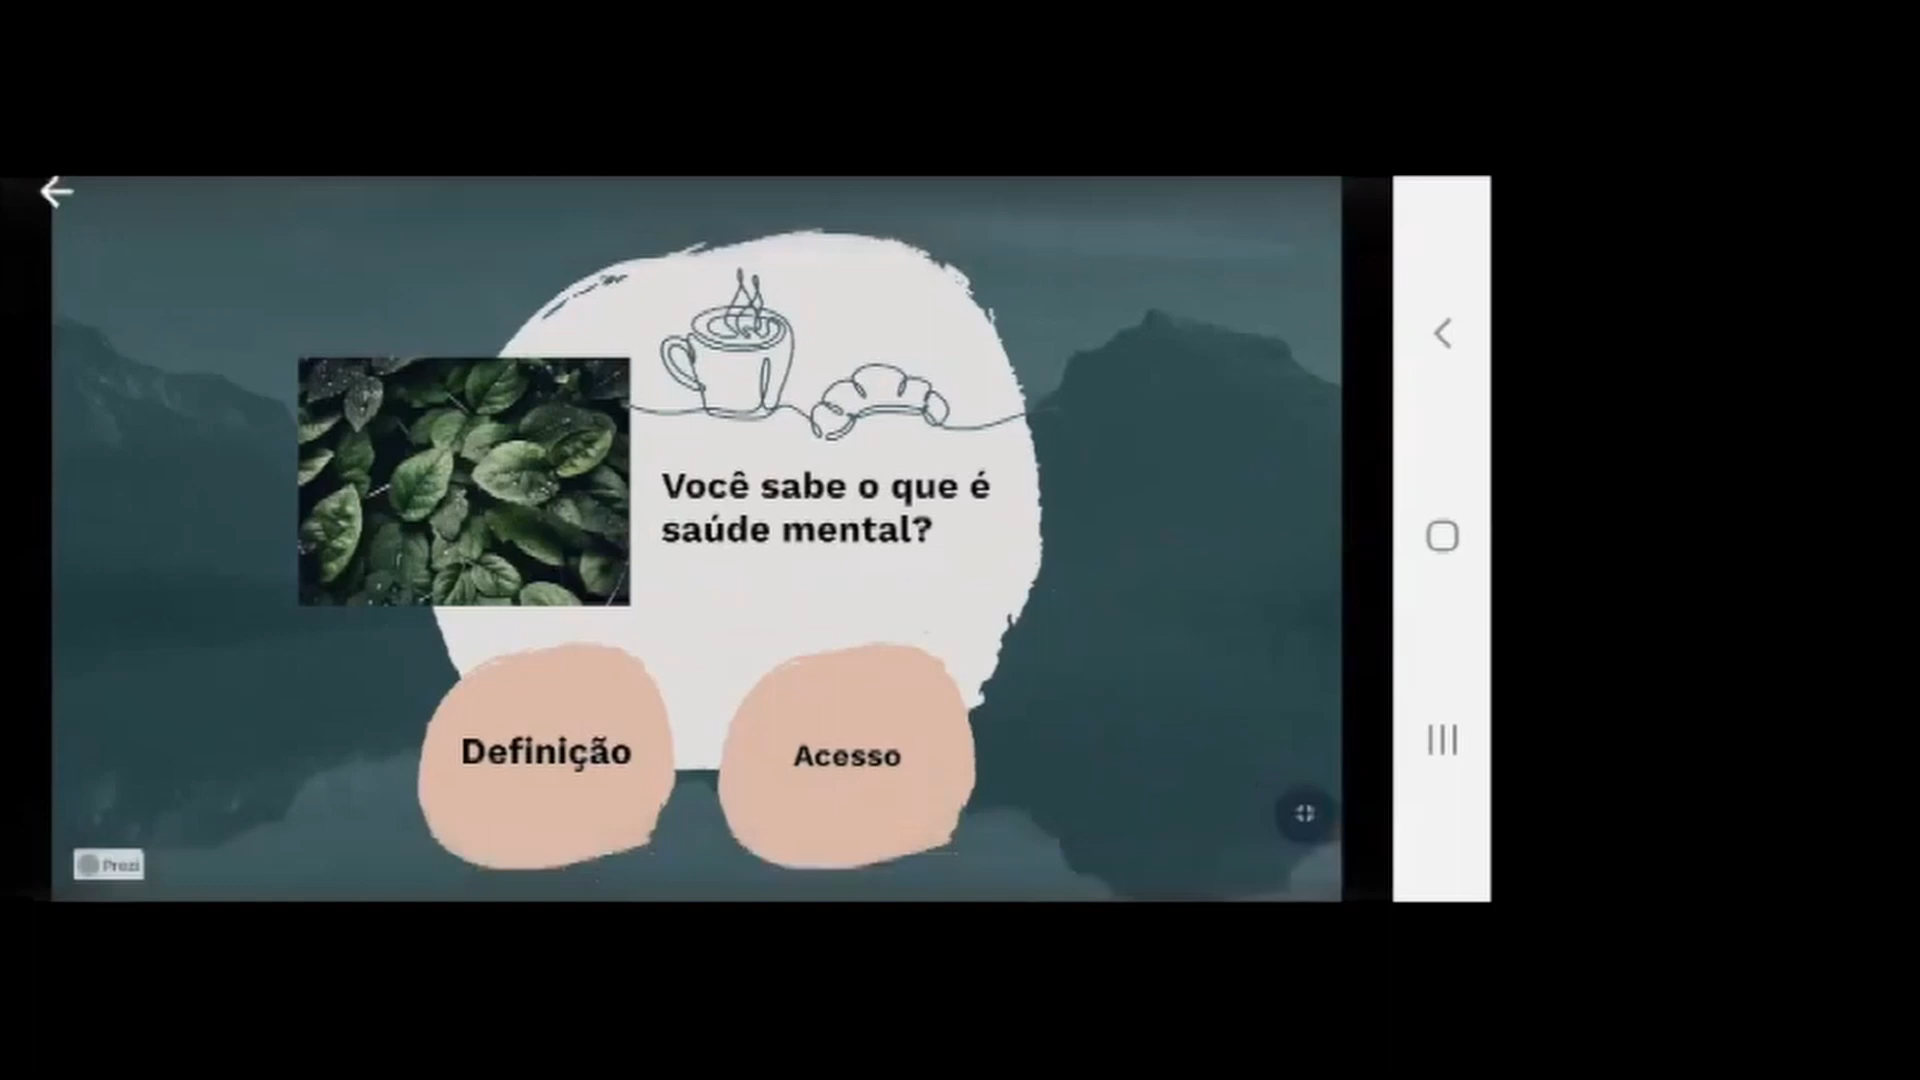 Você sabe o que é
saúde mental?
Definição
Acesso
Prezi